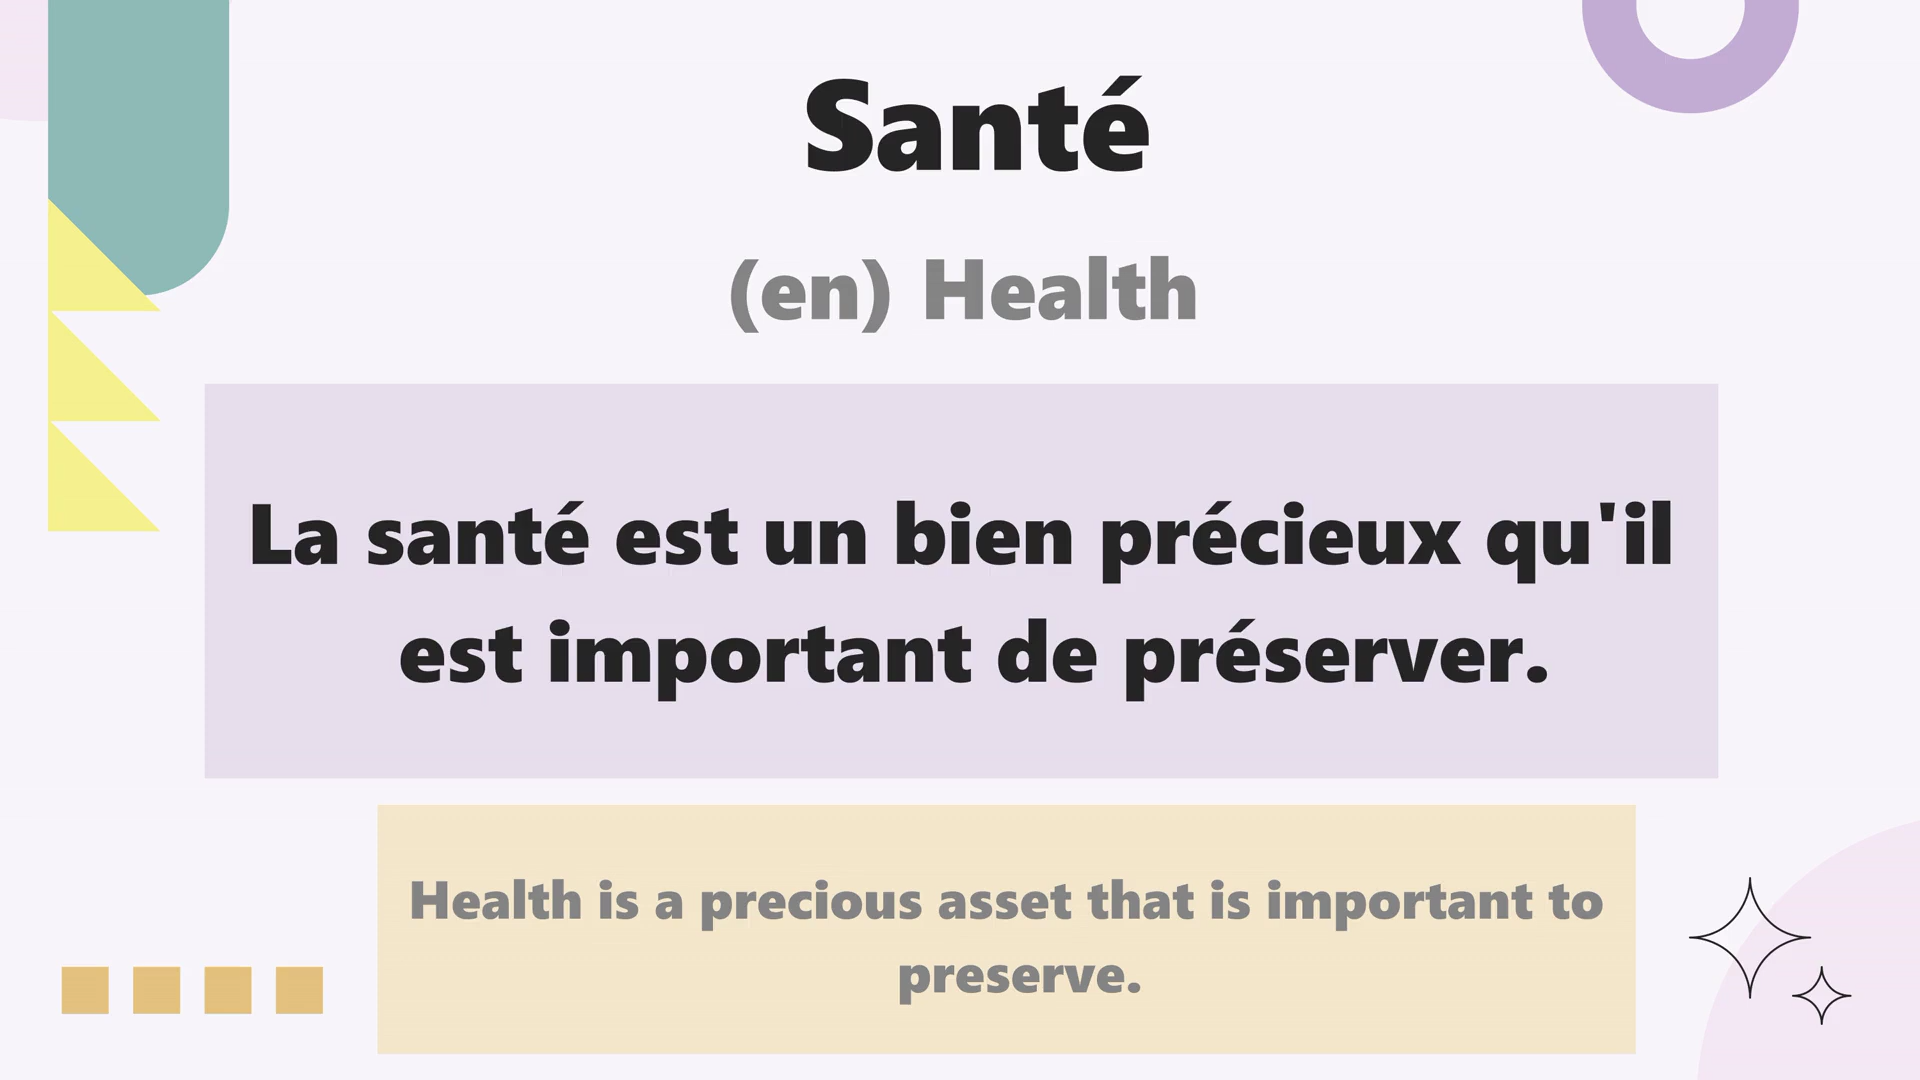 Santé
(en) Health
La santé est un bien précieux qu'il
est important de préserver.
Health is a precious asset that is important to
preserve.